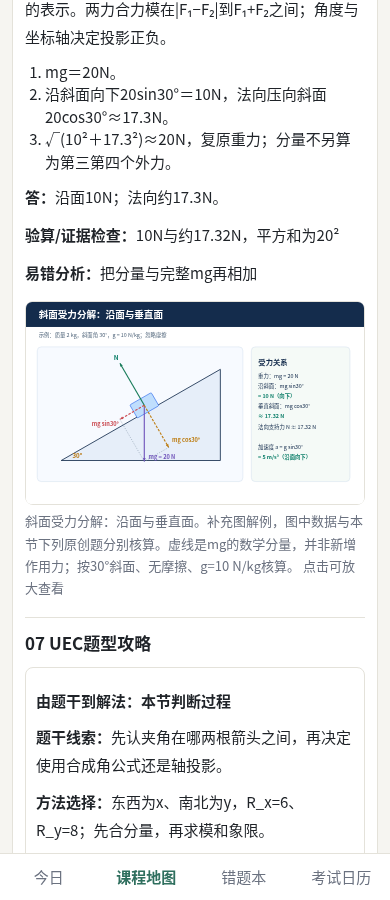 的表示。两力合力模在|F₁−F₂|到F₁+F₂之间；角度与
坐标轴决定投影正负。
1. mg=20N。
2. 沿斜面向下20sin30°=10N，法向压向斜面
20cos30°≈17.3N。
3. √(10²+17.3²)≈20N，复原重力；分量不另算
为第三第四个外力。
答：沿面10N；法向约17.3N。
验算/证据检查：10N与约17.32N，平方和为20²
易错分析：把分量与完整mg再相加
斜面受力分解：沿面与垂直面
示例：质量 2 kg，斜面角 30°，g = 10 N/kg；忽略摩擦
N
mg sin30°
mg cos30°
30°
mg = 20 N
受力关系
重力：mg = 20 N
沿斜面：mg sin30°
= 10 N（向下）
垂直斜面：mg cos30°
≈ 17.32 N
法向支持力 N ≈ 17.32 N
加速度 a = g sin30°
= 5 m/s²（沿面向下）
斜面受力分解：沿面与垂直面。补充图解例，图中数据与本
节下列原创题分别核算。虚线是mg的数学分量，并非新增
作用力；按30°斜面、无摩擦、g=10 N/kg核算。 点击可放
大查看
07 UEC题型攻略
由题干到解法：本节判断过程
题干线索：先认夹角在哪两根箭头之间，再决定
使用合成角公式还是轴投影。
方法选择：东西为x、南北为y，R_x=6、
R_y=8；先合分量，再求模和象限。
今日
课程地图
错题本
考试日历